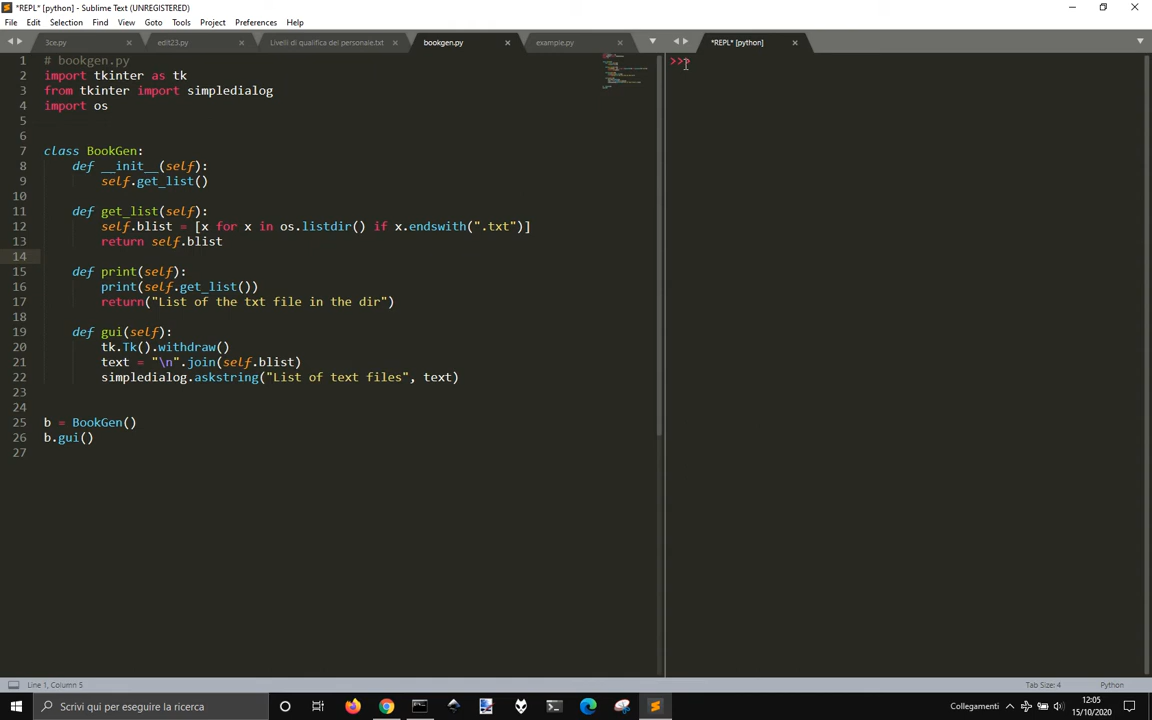 *REPL* [python] - Sublime Text (UNREGISTERED)
File Edit Selection Find View Goto Tools Project Preferences Help
3ce.py edit23.py Livelli di qualifica del personale.txt bookgen.py example.py *REPL* [python]
1 # bookgen.py
2 import tkinter as tk
3 from tkinter import simpledialog
4 import os
5
6
7 class BookGen:
8 def __init__(self):
9 self.get_list()
10
11 def get_list(self):
12 self.blist = [x for x in os.listdir() if x.endswith(".txt")]
13 return self.blist
14
15 def print(self):
16 print(self.get_list())
17 return("List of the txt file in the dir")
18
19 def gui(self):
20 tk.Tk().withdraw()
21 text = "\n".join(self.blist)
22 simpledialog.askstring("List of text files", text)
23
24
25 b = BookGen()
26 b.gui()
27
>>>
Line 1, Column 5 Tab Size: 4 Python
Scrivi qui per eseguire la ricerca
Collegamenti
12:05
15/10/2020